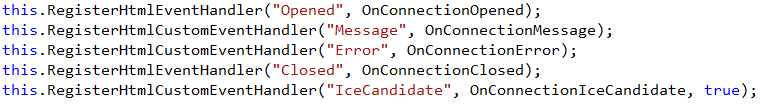 this.RegisterHtmlEventHandler("Opened", OnConnectionOpened);
this.RegisterHtmlCustomEventHandler("Message", OnConnectionMessage);
this.RegisterHtmlCustomEventHandler("Error", OnConnectionError);
this.RegisterHtmlEventHandler("Closed", OnConnectionClosed);
this.RegisterHtmlCustomEventHandler("IceCandidate", OnConnectionIceCandidate, true);